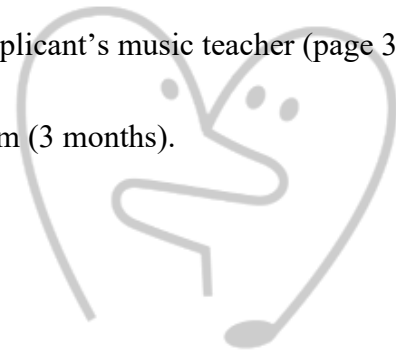 plicant’s music teacher (page 3
m (3 months).